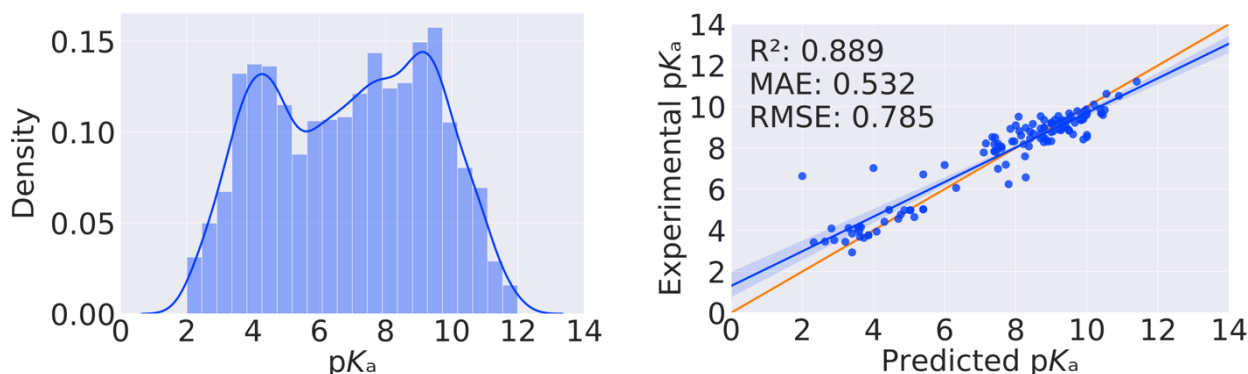 0.15
0.10
0.05
0.00
Density
0 2 4 6 8 10 12 14
pKₐ
14
12
10
8
6
4
2
0
Experimental pKₐ
R²: 0.889
MAE: 0.532
RMSE: 0.785
0 2 4 6 8 10 12 14
Predicted pKₐ